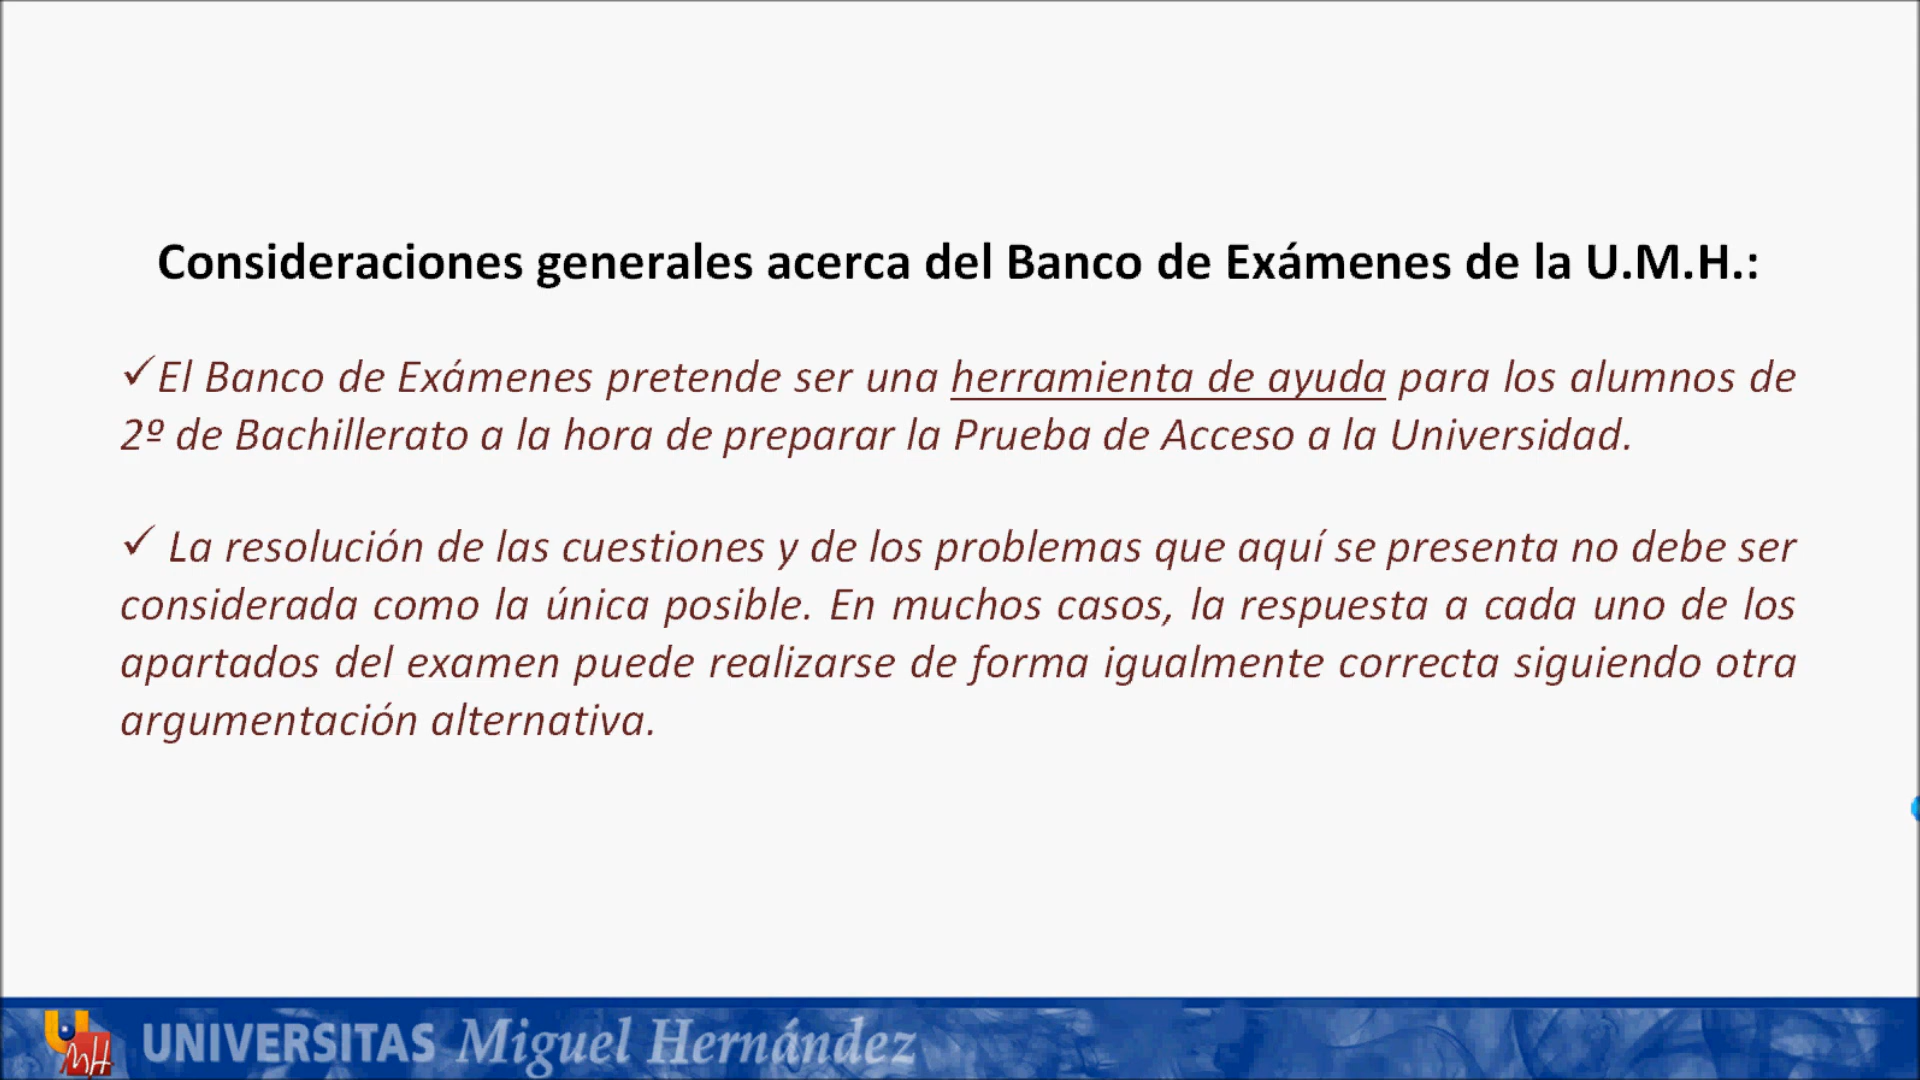 Consideraciones generales acerca del Banco de Exámenes de la U.M.H.:
✓El Banco de Exámenes pretende ser una herramienta de ayuda para los alumnos de
2º de Bachillerato a la hora de preparar la Prueba de Acceso a la Universidad.
✓ La resolución de las cuestiones y de los problemas que aquí se presenta no debe ser
considerada como la única posible. En muchos casos, la respuesta a cada uno de los
apartados del examen puede realizarse de forma igualmente correcta siguiendo otra
argumentación alternativa.
UMH UNIVERSITAS Miguel Hernández